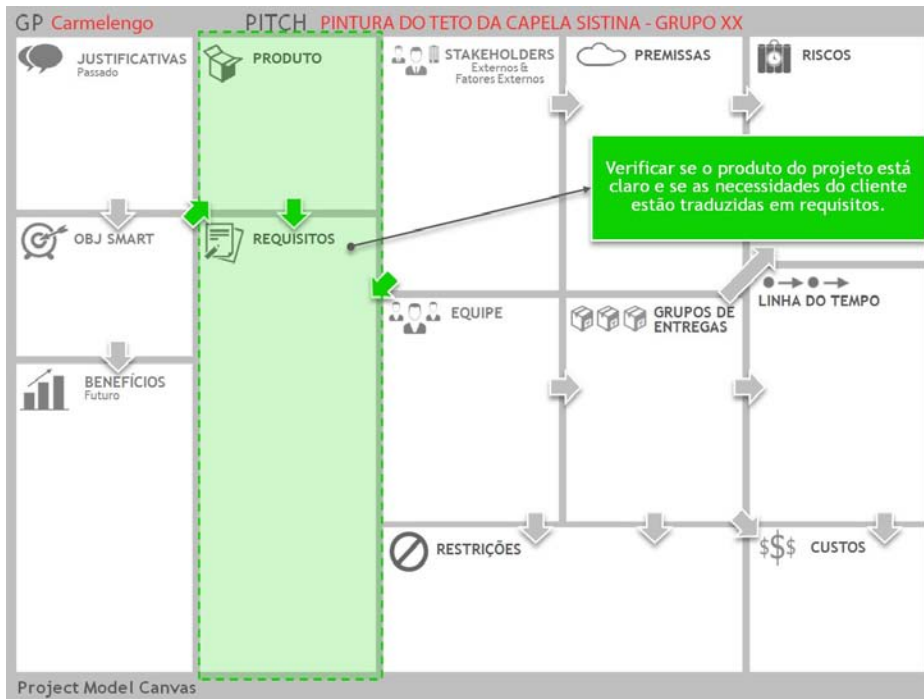 GP Carmelengo PITCH PINTURA DO TETO DA CAPELA SISTINA - GRUPO XX
JUSTIFICATIVAS
Passado
PRODUTO
STAKEHOLDERS
Externos &
Fatores Externos
PREMISSAS
RISCOS
Verificar se o produto do projeto está
claro e se as necessidades do cliente
estão traduzidas em requisitos.
OBJ SMART
REQUISITOS
BENEFÍCIOS
Futuro
EQUIPE
GRUPOS DE
ENTREGAS
LINHA DO TEMPO
RESTRIÇÕES
$$$ CUSTOS
Project Model Canvas